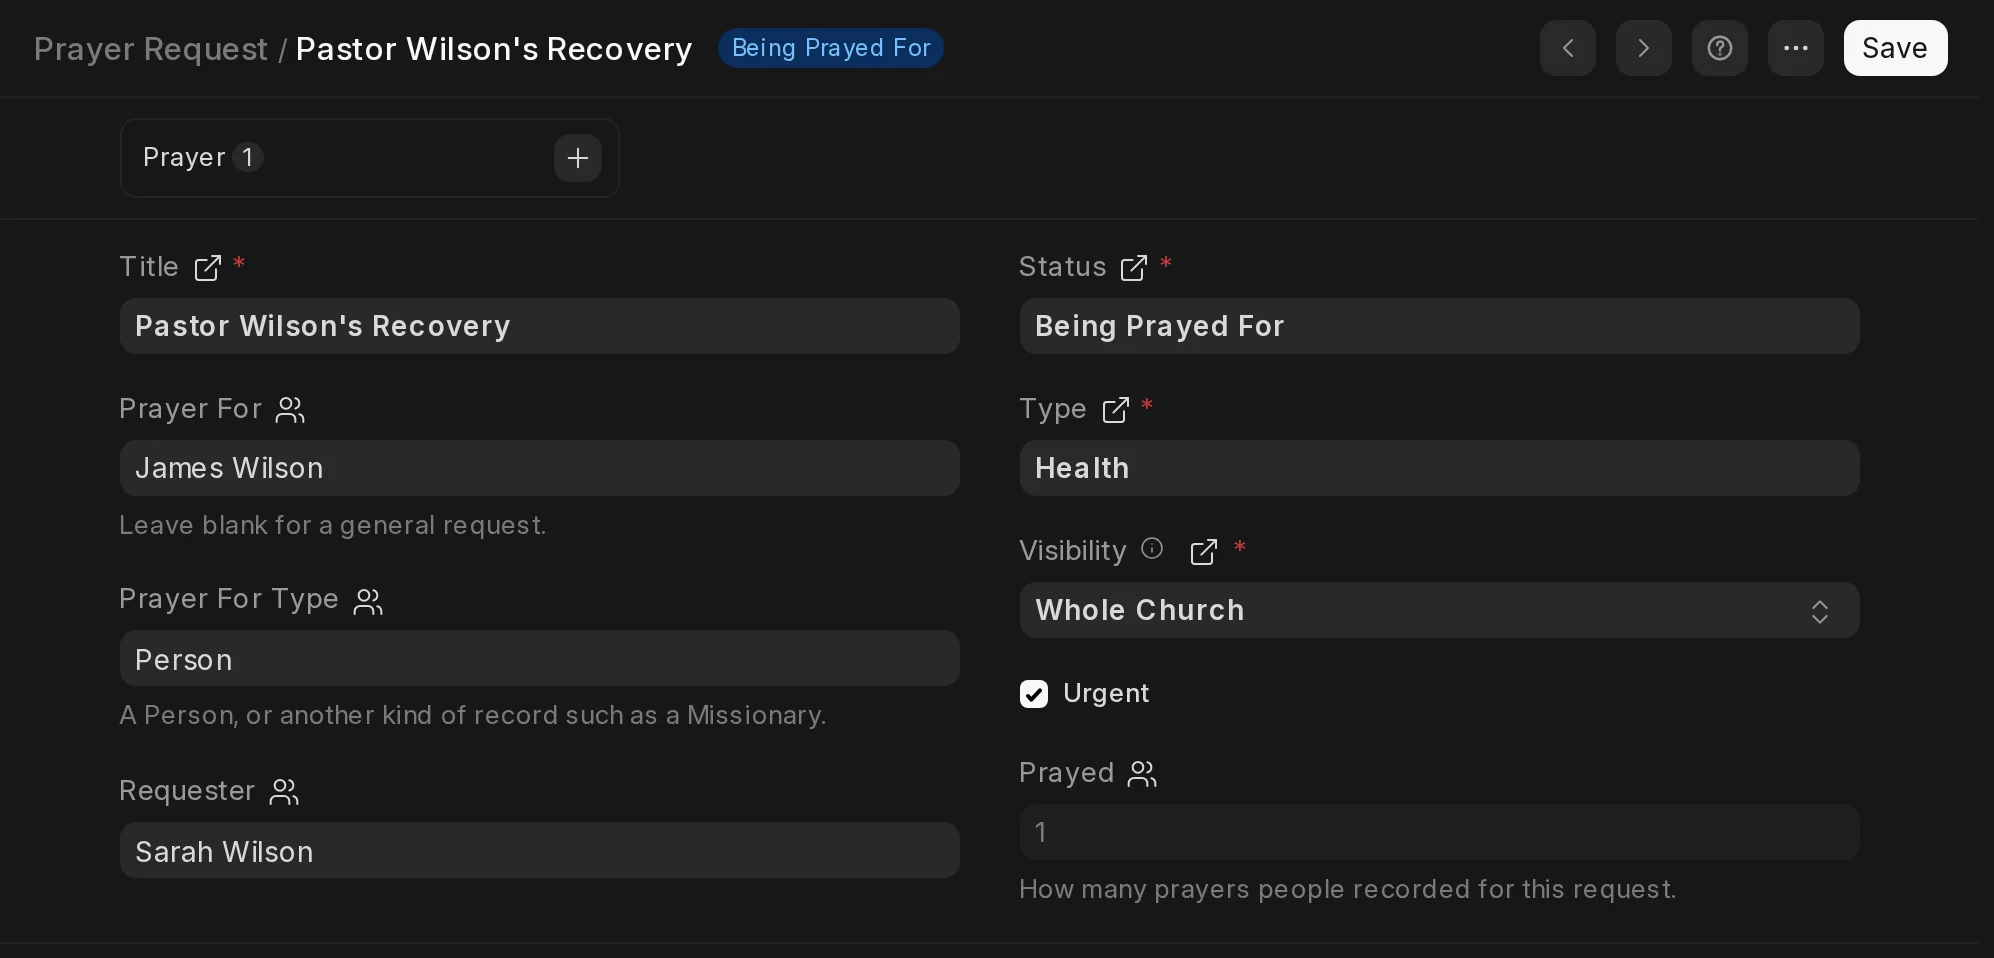 Prayer Request / Pastor Wilson's Recovery Being Prayed For
Save
Prayer 1
Title *
Pastor Wilson's Recovery
Prayer For
James Wilson
Leave blank for a general request.
Prayer For Type
Person
A Person, or another kind of record such as a Missionary.
Requester
Sarah Wilson
Status *
Being Prayed For
Type *
Health
Visibility *
Whole Church
Urgent
Prayed
1
How many prayers people recorded for this request.